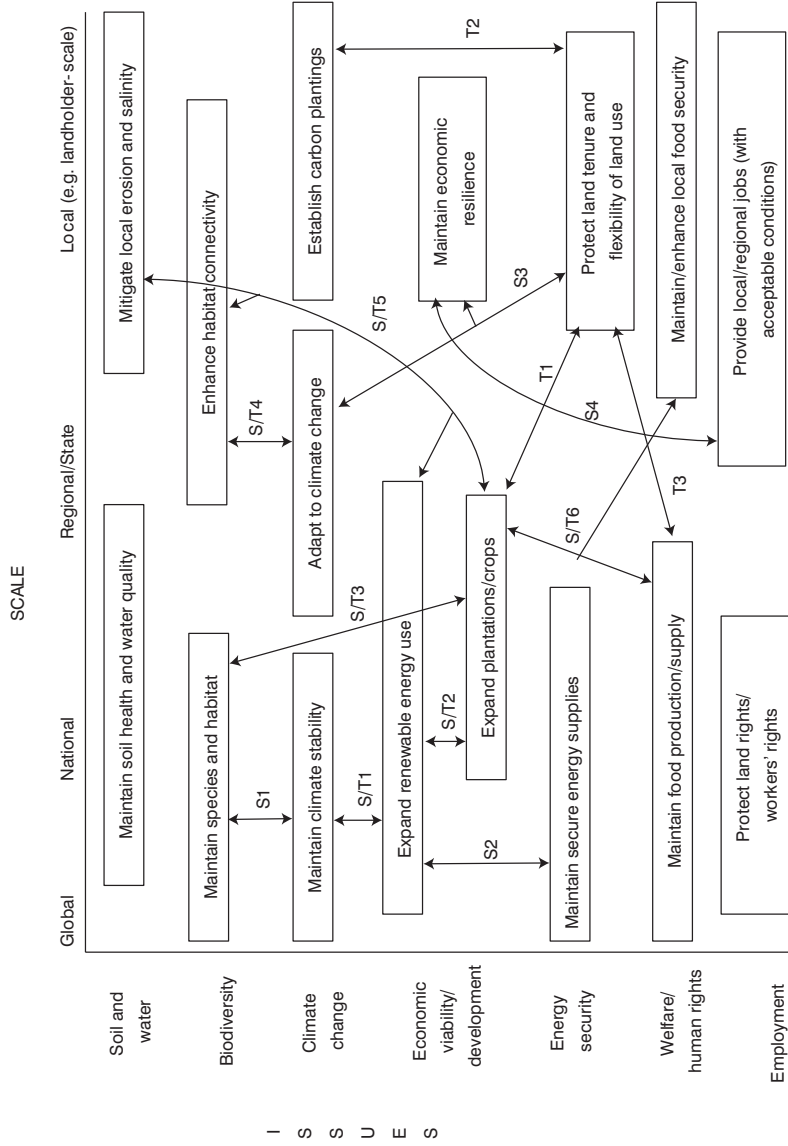 SCALE
Global
National
Regional/State
Local (e.g. landholder-scale)
I
S
S
U
E
S
Soil and
water
Maintain soil health and water quality
Mitigate local erosion and salinity
Biodiversity
Maintain species and habitat
Enhance habitat connectivity
S1
S/T4
S/T5
Climate
change
Maintain climate stability
Adapt to climate change
Establish carbon plantings
S/T1
S/T3
Economic
viability/
development
Expand renewable energy use
Maintain economic
resilience
S/T2
Expand plantations/crops
S2
S3
T2
T1
Energy
security
Maintain secure energy supplies
Protect land tenure and
flexibility of land use
S/T6
S4
T3
Welfare/
human rights
Maintain food production/supply
Maintain/enhance local food security
Employment
Protect land rights/
workers' rights
Provide local/regional jobs (with
acceptable conditions)